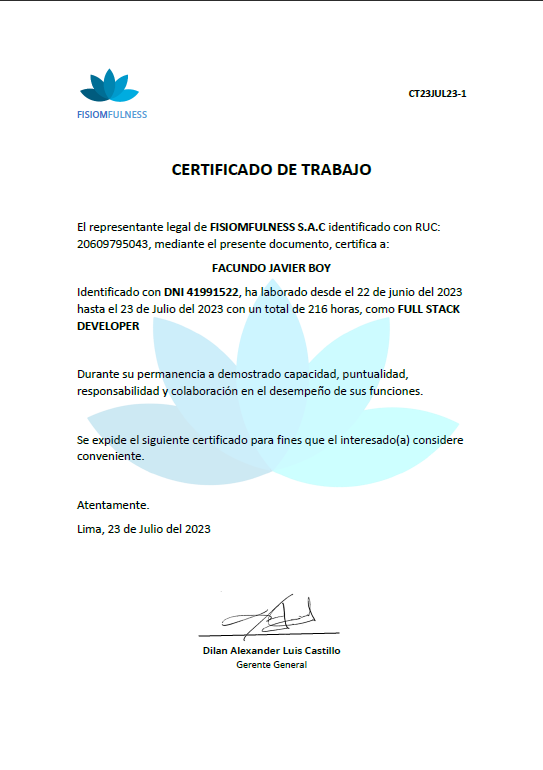 CT23JUL23-1
FISIOMFULNESS
CERTIFICADO DE TRABAJO
El representante legal de FISIOMFULNESS S.A.C identificado con RUC:
20609795043, mediante el presente documento, certifica a:
FACUNDO JAVIER BOY
Identificado con DNI 41991522, ha laborado desde el 22 de junio del 2023
hasta el 23 de Julio del 2023 con un total de 216 horas, como FULL STACK
DEVELOPER
Durante su permanencia a demostrado capacidad, puntualidad,
responsabilidad y colaboración en el desempeño de sus funciones.
Se expide el siguiente certificado para fines que el interesado(a) considere
conveniente.
Atentamente.
Lima, 23 de Julio del 2023
Dilan Alexander Luis Castillo
Gerente General